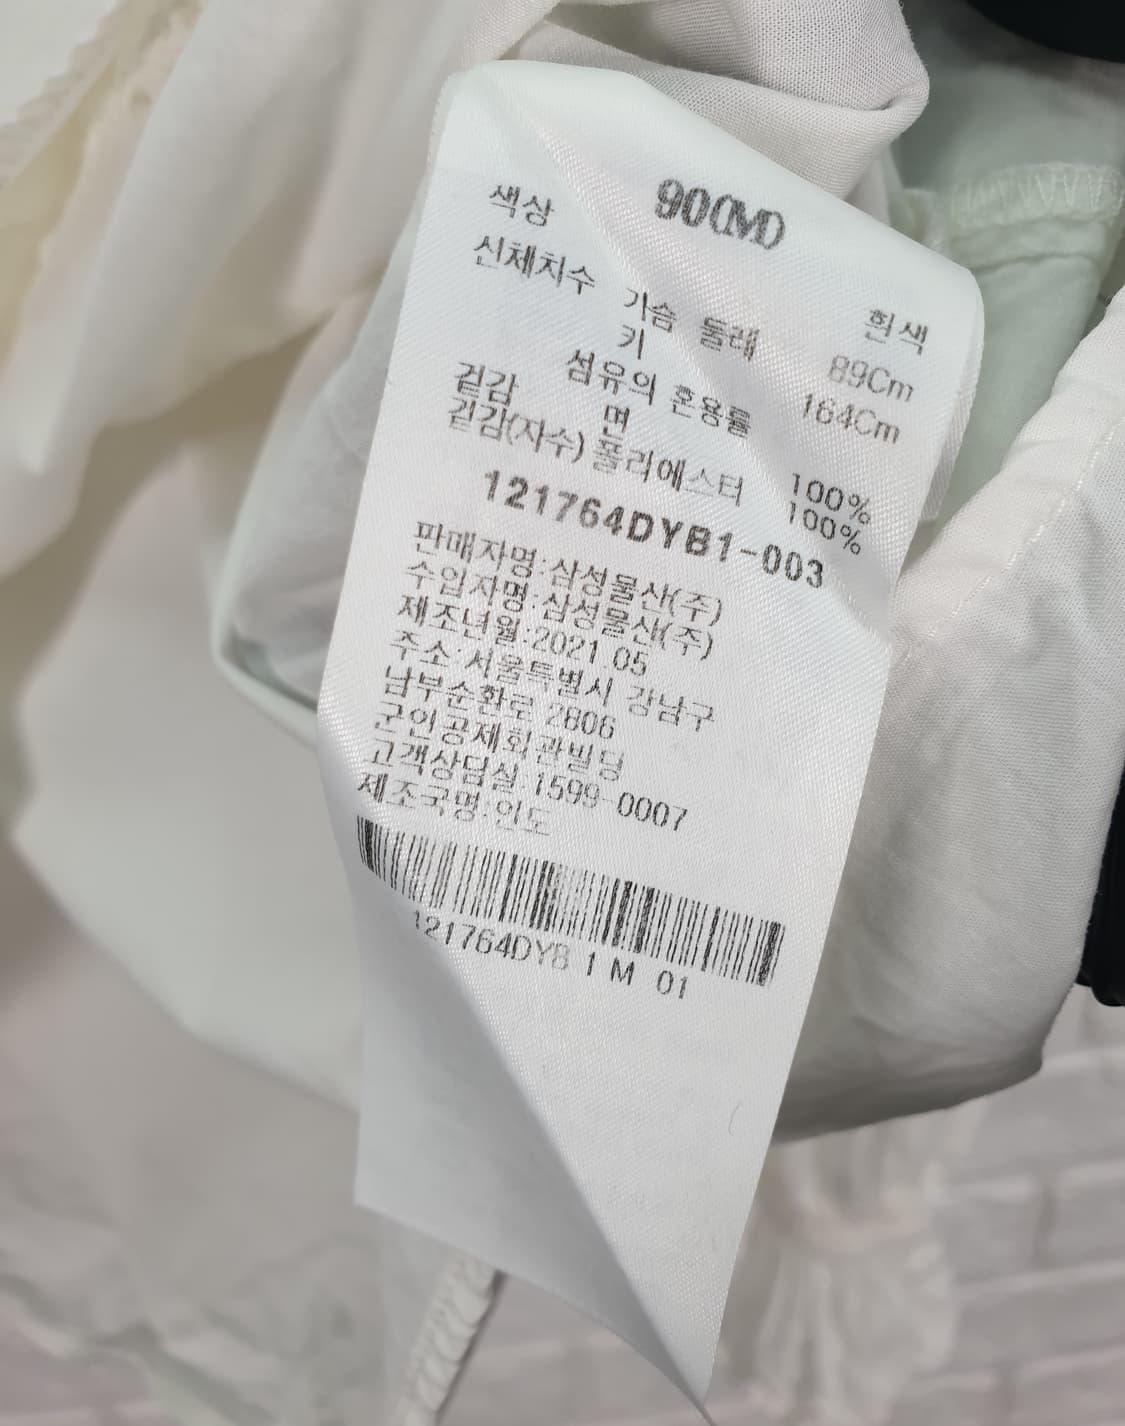 90(M)
색상 흰색
신체치수 가슴 둘레 89Cm
키 164Cm
섬유의 혼용률
겉감 면 100%
겉감(자수) 폴리에스터 100%
121764DYB1-003
판매자명:삼성물산(주)
수입자명:삼성물산(주)
제조년월:2021.05
주소:서울특별시 강남구
남부순환로 2806
군인공제회관빌딩
고객상담실:1599-0007
제조국명:인도
121764DYB 1 M 01